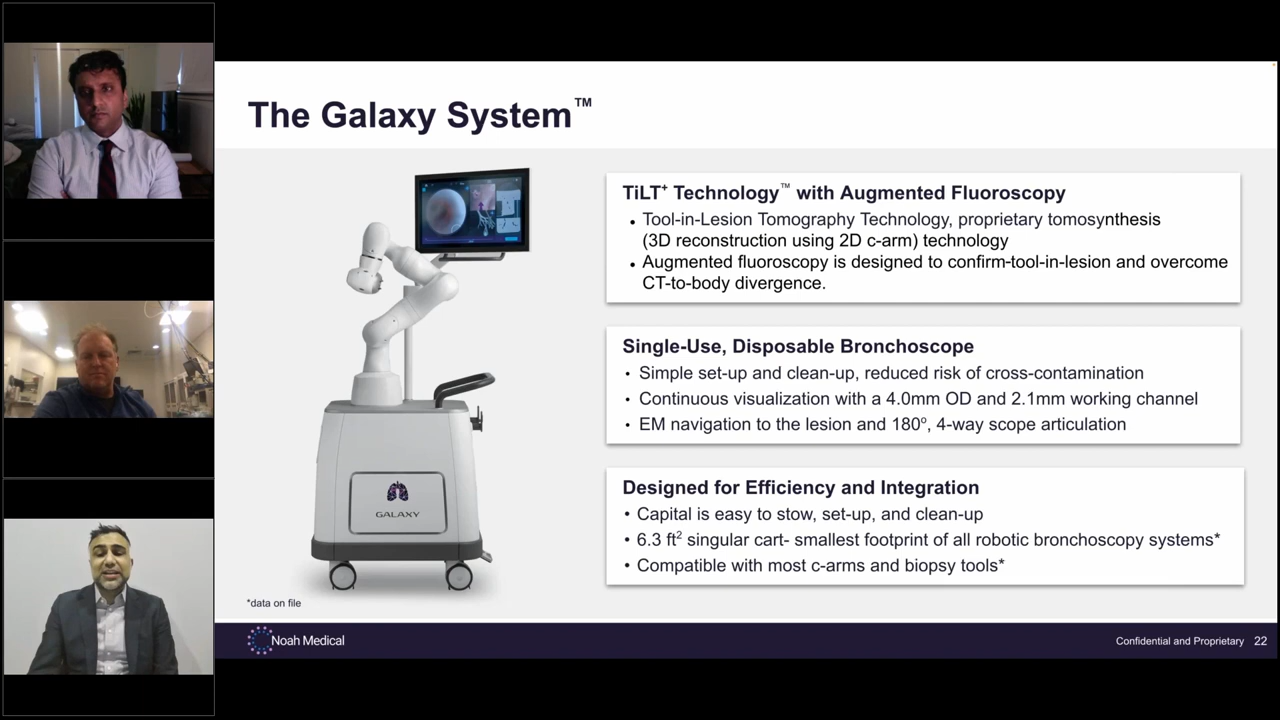 The Galaxy System™
TiLT⁺ Technology™ with Augmented Fluoroscopy
• Tool-in-Lesion Tomography Technology, proprietary tomosynthesis
(3D reconstruction using 2D c-arm) technology
• Augmented fluoroscopy is designed to confirm-tool-in-lesion and overcome
CT-to-body divergence.
Single-Use, Disposable Bronchoscope
• Simple set-up and clean-up, reduced risk of cross-contamination
• Continuous visualization with a 4.0mm OD and 2.1mm working channel
• EM navigation to the lesion and 180º, 4-way scope articulation
Designed for Efficiency and Integration
• Capital is easy to stow, set-up, and clean-up
• 6.3 ft² singular cart- smallest footprint of all robotic bronchoscopy systems*
• Compatible with most c-arms and biopsy tools*
GALAXY
*data on file
Noah Medical
Confidential and Proprietary 22